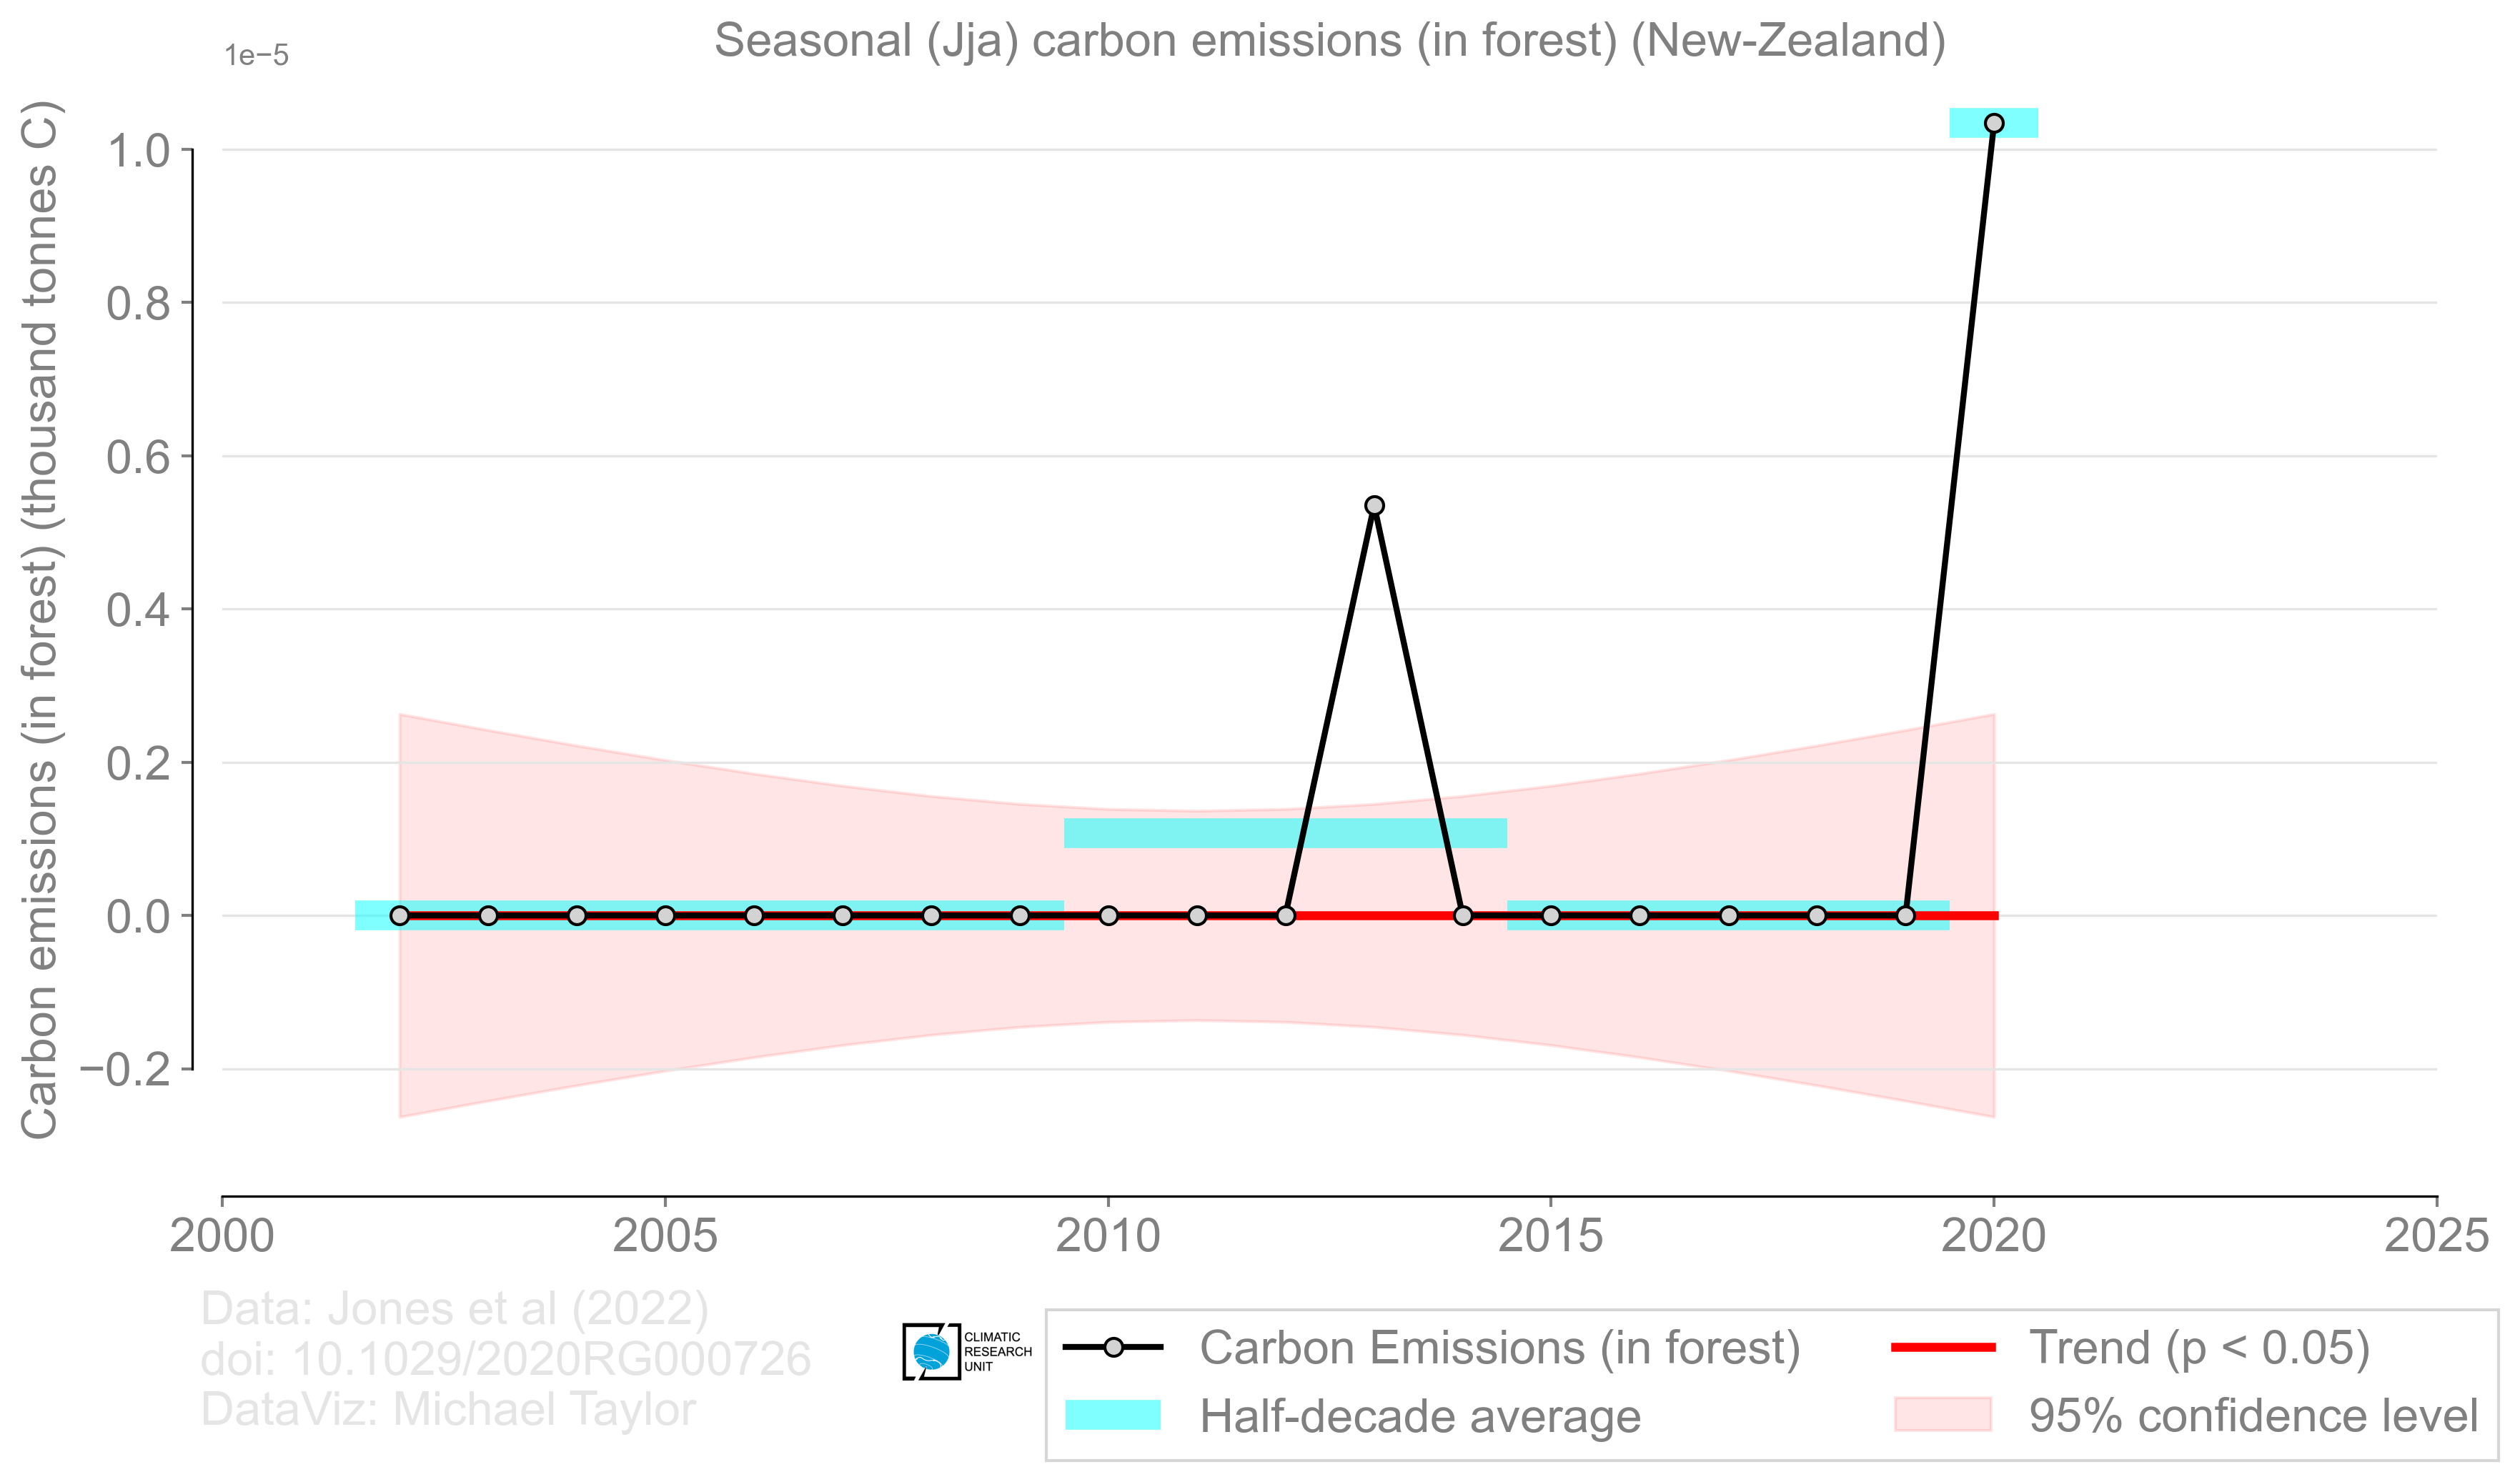 Seasonal (Jja) carbon emissions (in forest) (New-Zealand)
1e−5
Carbon emissions (in forest) (thousand tonnes C)
1.0
0.8
0.6
0.4
0.2
0.0
−0.2
2000 2005 2010 2015 2020 2025
Data: Jones et al (2022)
doi: 10.1029/2020RG000726
DataViz: Michael Taylor
CLIMATIC
RESEARCH
UNIT
Carbon Emissions (in forest)
Half-decade average
Trend (p < 0.05)
95% confidence level